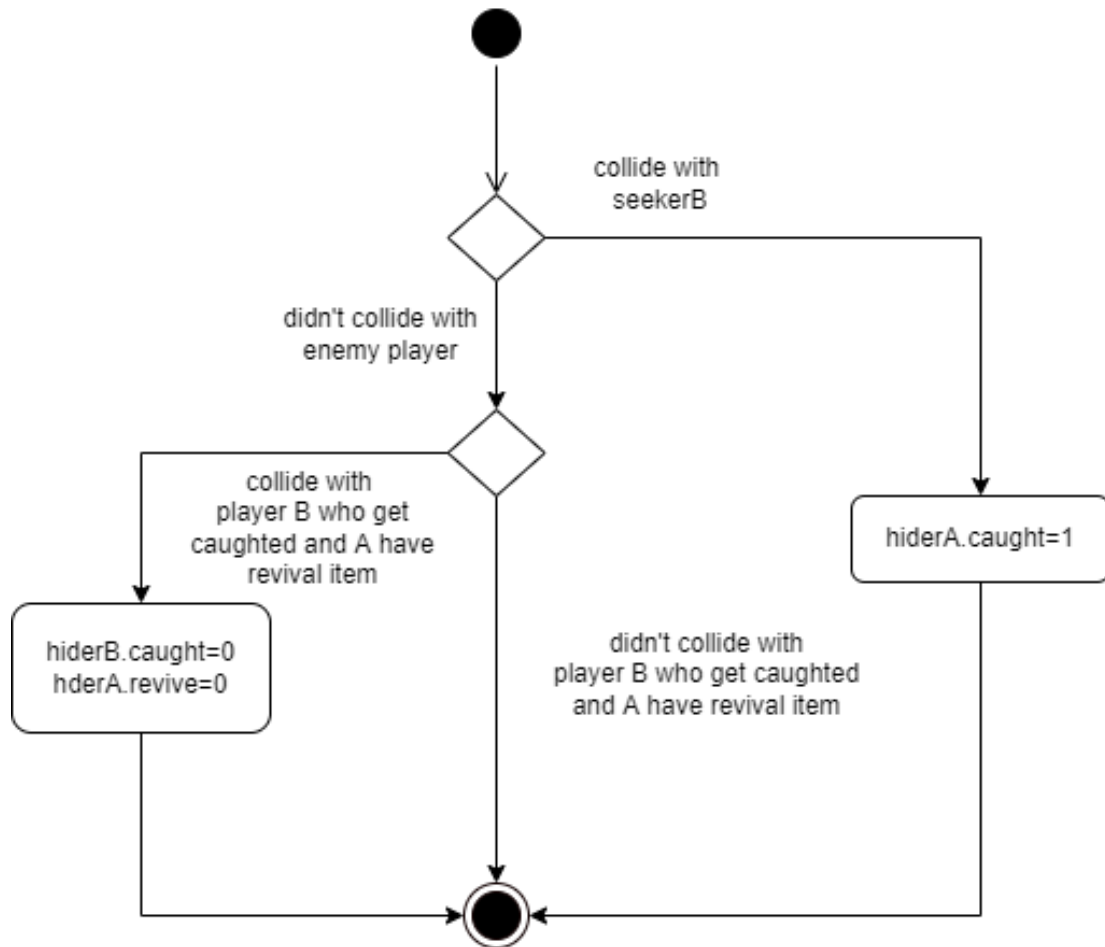 collide with
seekerB
didn't collide with
enemy player
collide with
player B who get
caughted and A have
revival item
hiderA.caught=1
hiderB.caught=0
hderA.revive=0
didn't collide with
player B who get caughted
and A have revival item